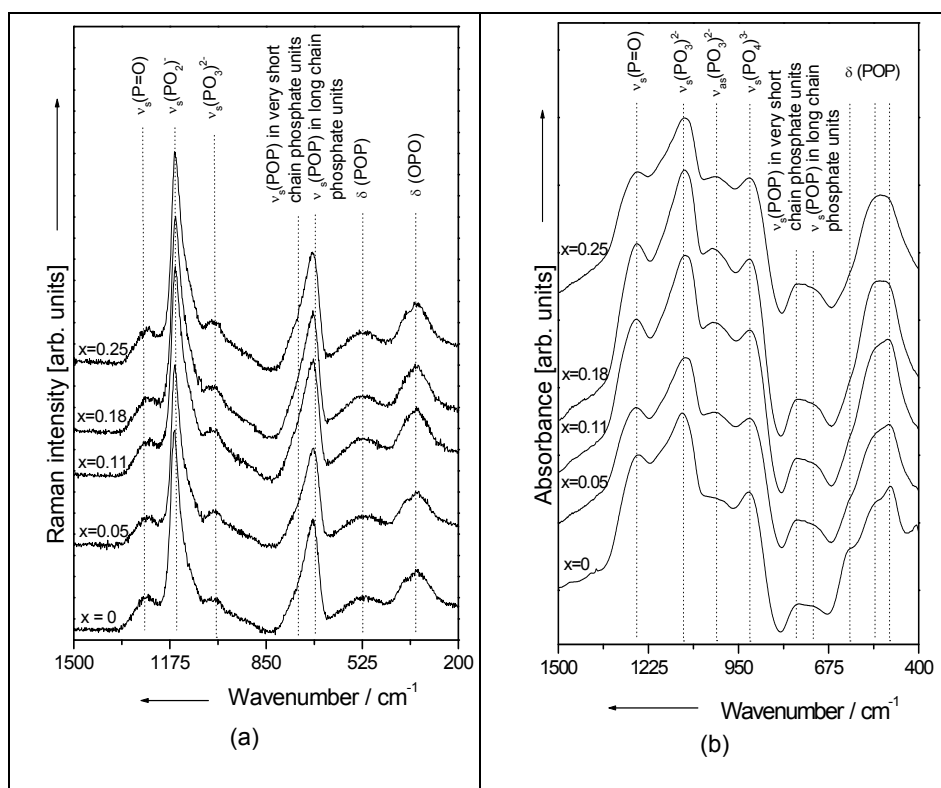 Raman intensity [arb. units]
νs(P=O)
νs(PO2)-
νs(PO3)2-
νs(POP) in very short
chain phosphate units
νs(POP) in long chain
phosphate units
δ (POP)
δ (OPO)
x=0.25
x=0.18
x=0.11
x=0.05
x = 0
1500 1175 850 525 200
Wavenumber / cm-1
(a)
Absorbance [arb. units]
νs(P=O)
νs(PO3)2-
νas(PO3)2-
νs(PO4)3-
νs(POP) in very short
chain phosphate units
νs(POP) in long chain
phosphate units
δ (POP)
x=0.25
x=0.18
x=0.11
x=0.05
x=0
1500 1225 950 675 400
Wavenumber / cm-1
(b)